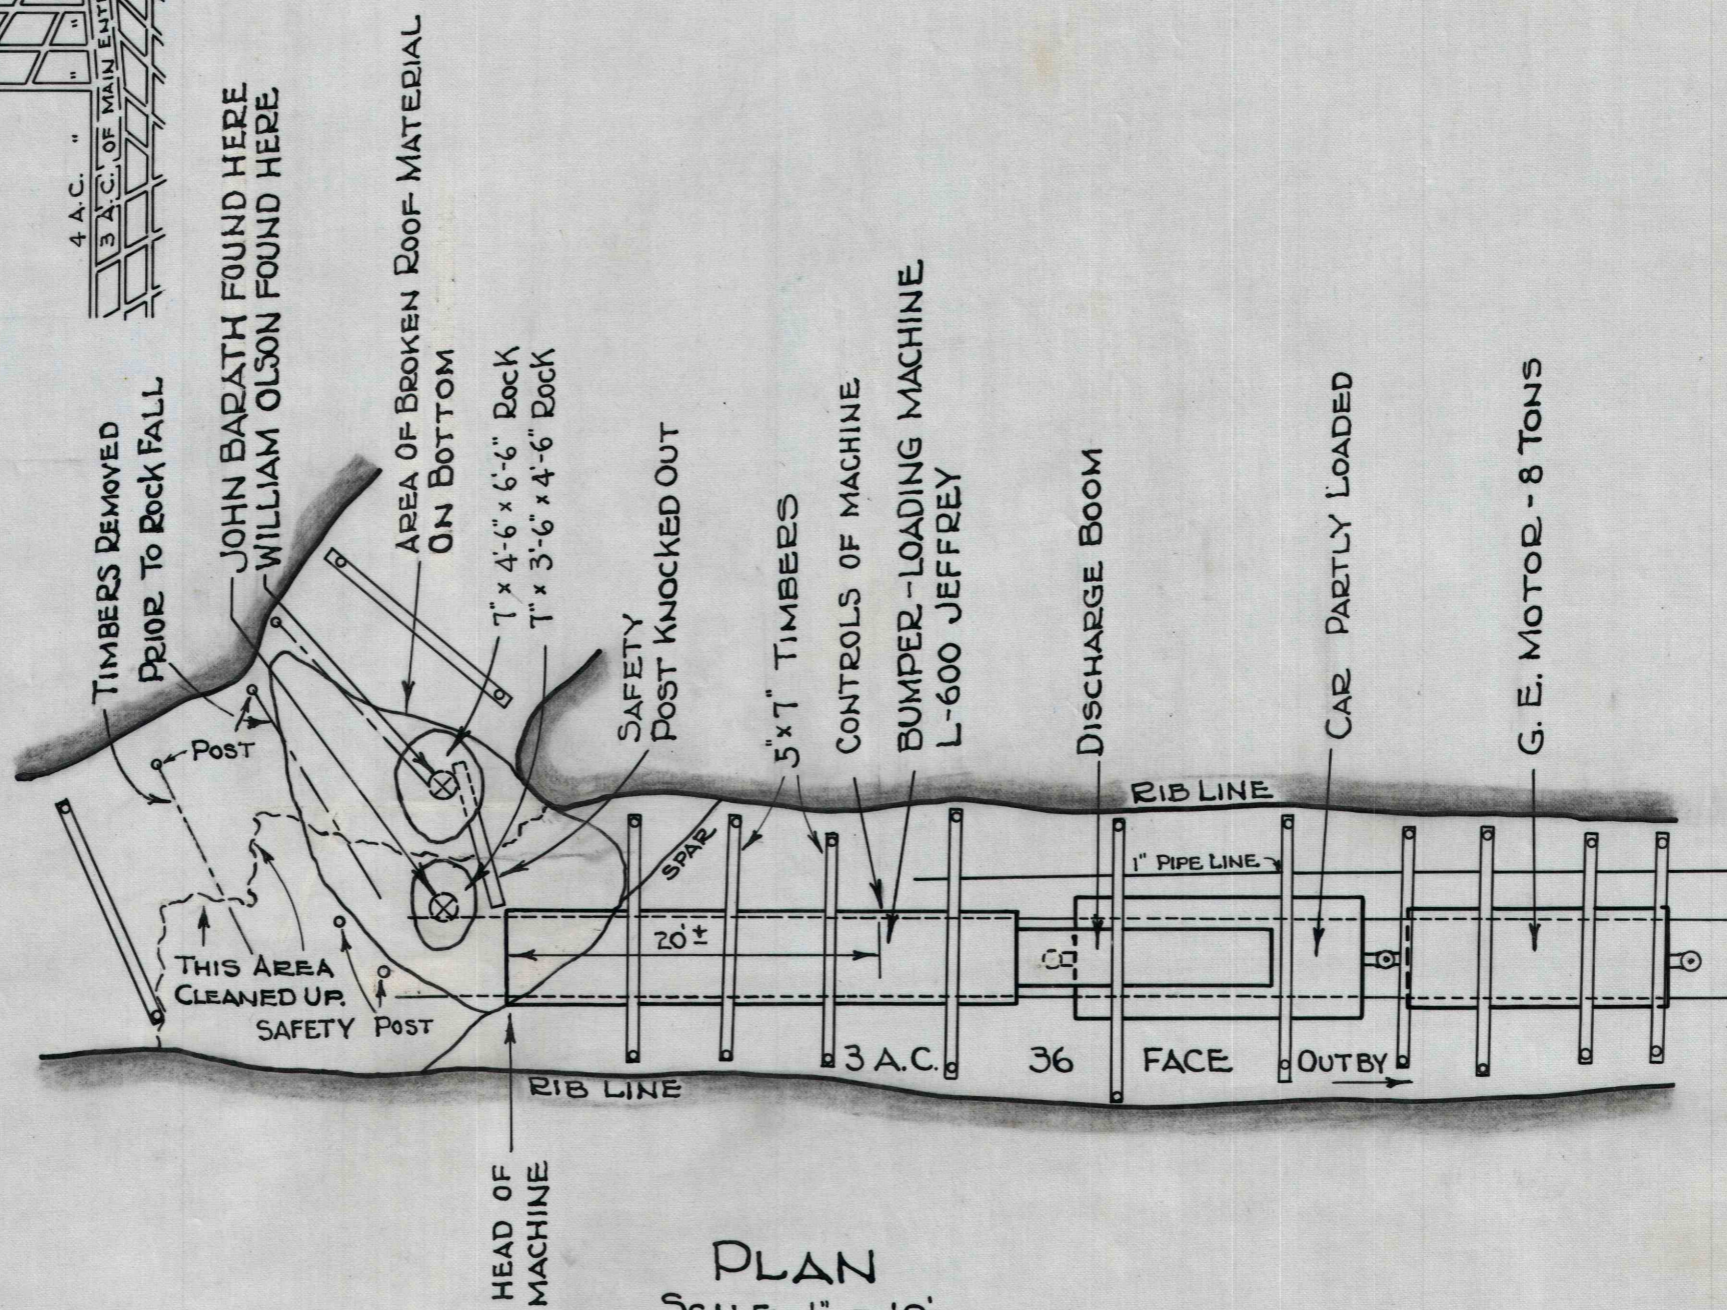 4 A.C. " " "
3 A.C. OF MAIN
JOHN BARATH FOUND HERE
WILLIAM OLSON FOUND HERE
TIMBERS REMOVED
PRIOR TO ROCK FALL
AREA OF BROKEN ROOF MATERIAL
ON BOTTOM
7" x 4'-6" x 6'-6" ROCK
7" x 3'-6" x 4'-6" ROCK
SAFETY
POST KNOCKED OUT
5" x 7" TIMBERS
CONTROLS OF MACHINE
BUMPER-LOADING MACHINE
L-600 JEFFREY
DISCHARGE BOOM
CAR PARTLY LOADED
G. E. MOTOR - 8 TONS
POST
RIB LINE
SPAR
1" PIPE LINE
20'±
THIS AREA
CLEANED UP.
SAFETY POST
3 A.C. 36 FACE OUTBY
RIB LINE
HEAD OF
MACHINE
PLAN